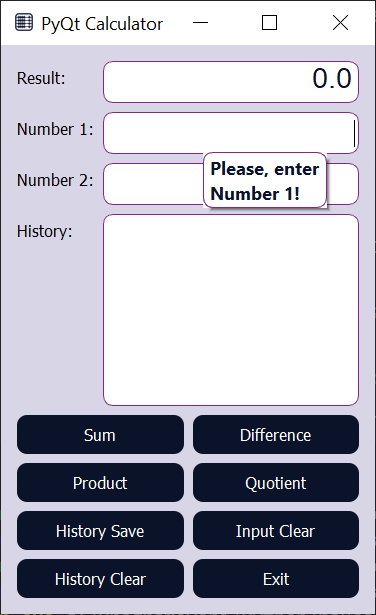 PyQt Calculator
Result:
0.0
Number 1:
Please, enter
Number 1!
Number 2:
History:
Sum
Difference
Product
Quotient
History Save
Input Clear
History Clear
Exit